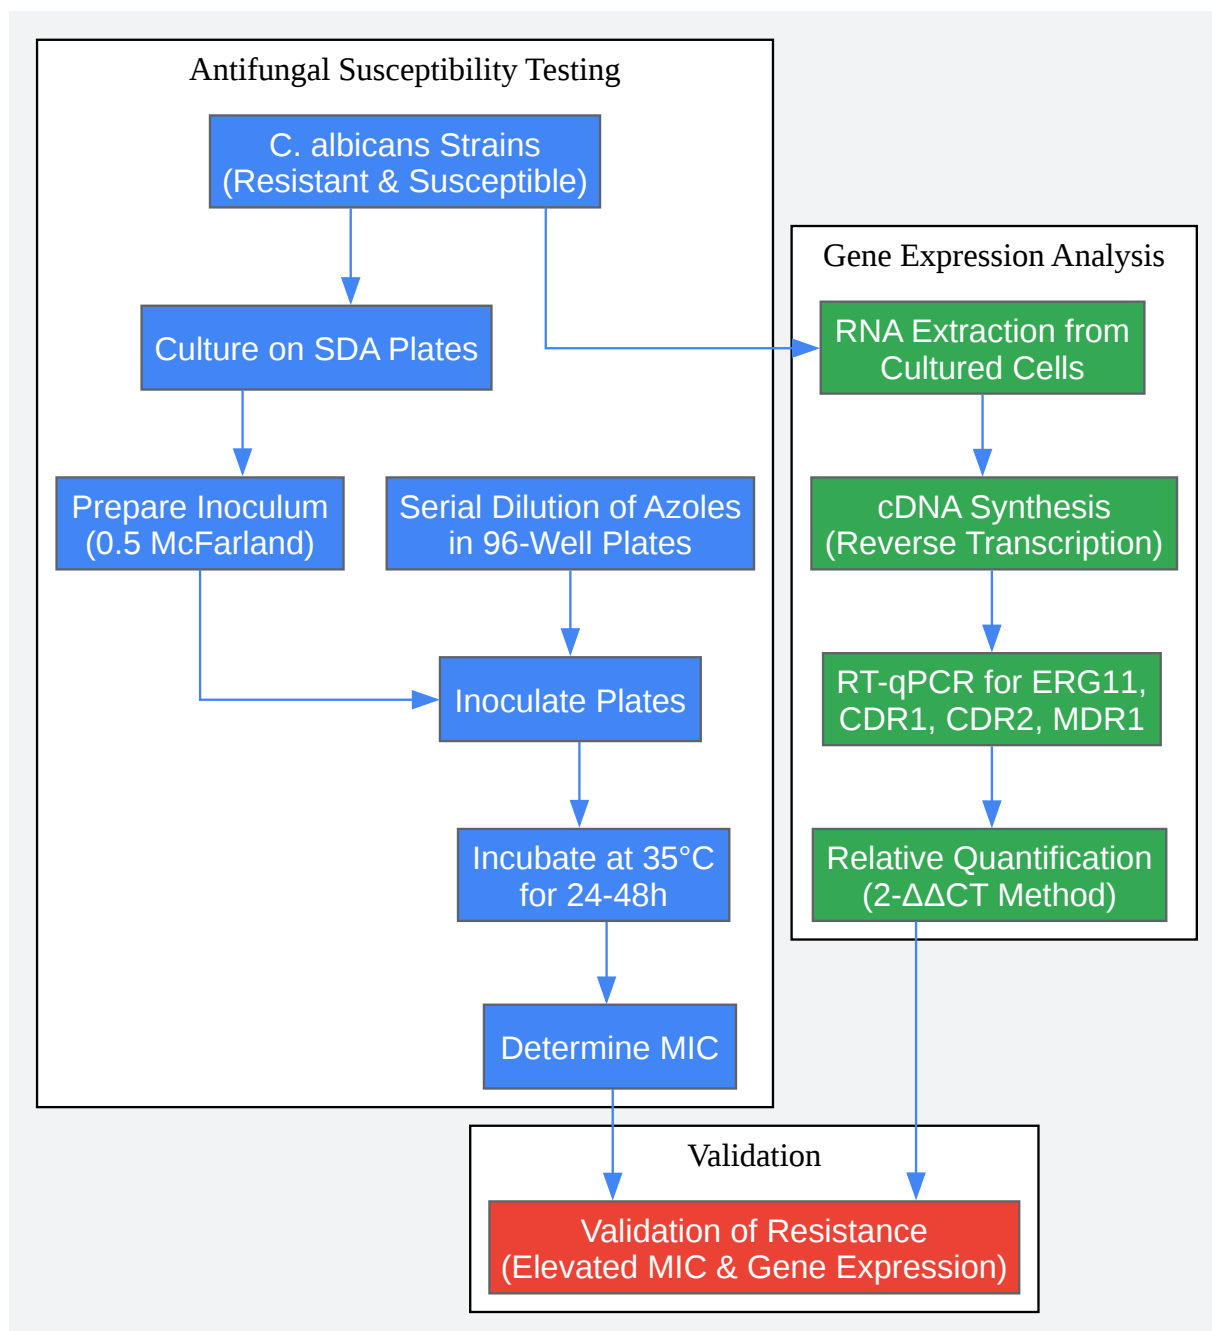 Antifungal Susceptibility Testing
C. albicans Strains
(Resistant & Susceptible)
Culture on SDA Plates
Prepare Inoculum
(0.5 McFarland)
Serial Dilution of Azoles
in 96-Well Plates
Inoculate Plates
Incubate at 35°C
for 24-48h
Determine MIC
Gene Expression Analysis
RNA Extraction from
Cultured Cells
cDNA Synthesis
(Reverse Transcription)
RT-qPCR for ERG11,
CDR1, CDR2, MDR1
Relative Quantification
(2-ΔΔCT Method)
Validation
Validation of Resistance
(Elevated MIC & Gene Expression)